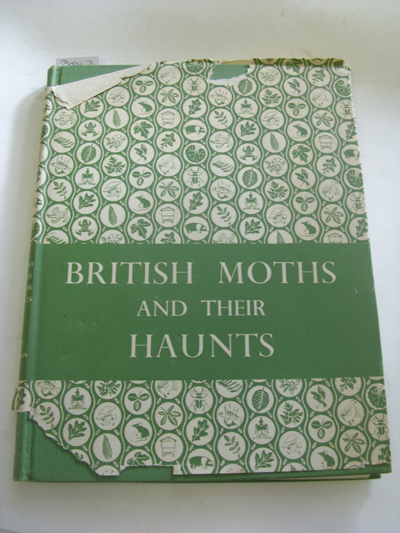 BRITISH MOTHS
AND THEIR
HAUNTS